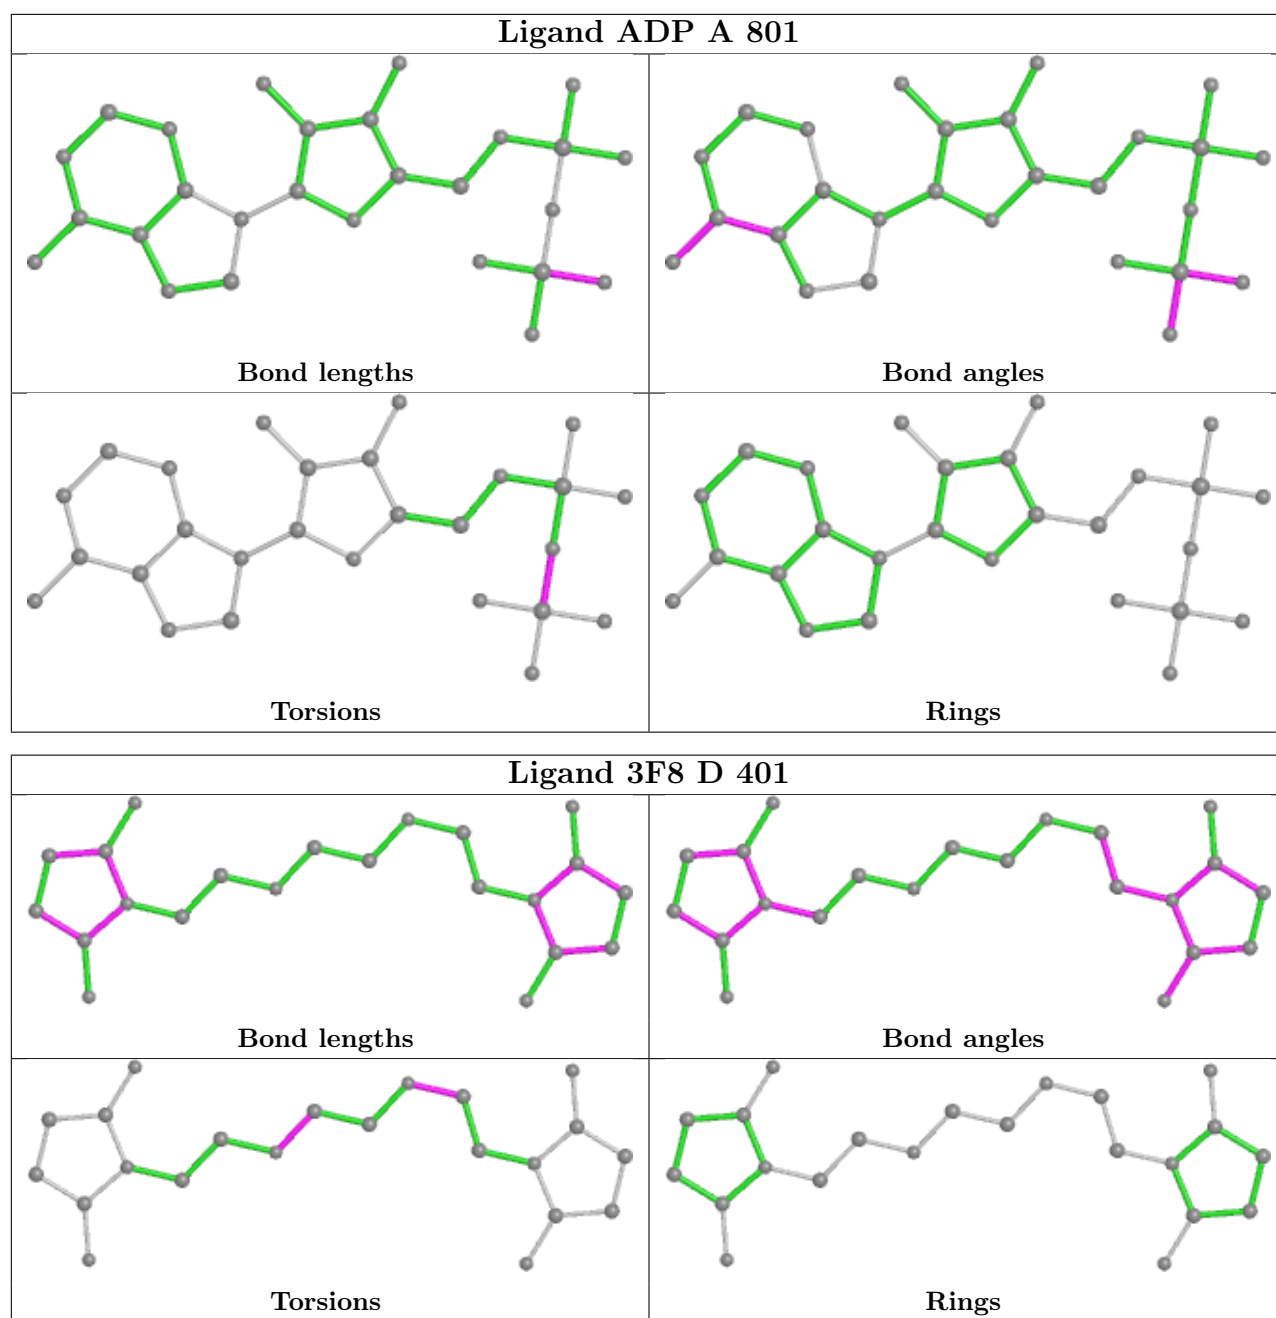 Ligand ADP A 801
Bond lengths
Bond angles
Torsions
Rings
Ligand 3F8 D 401
Bond lengths
Bond angles
Torsions
Rings